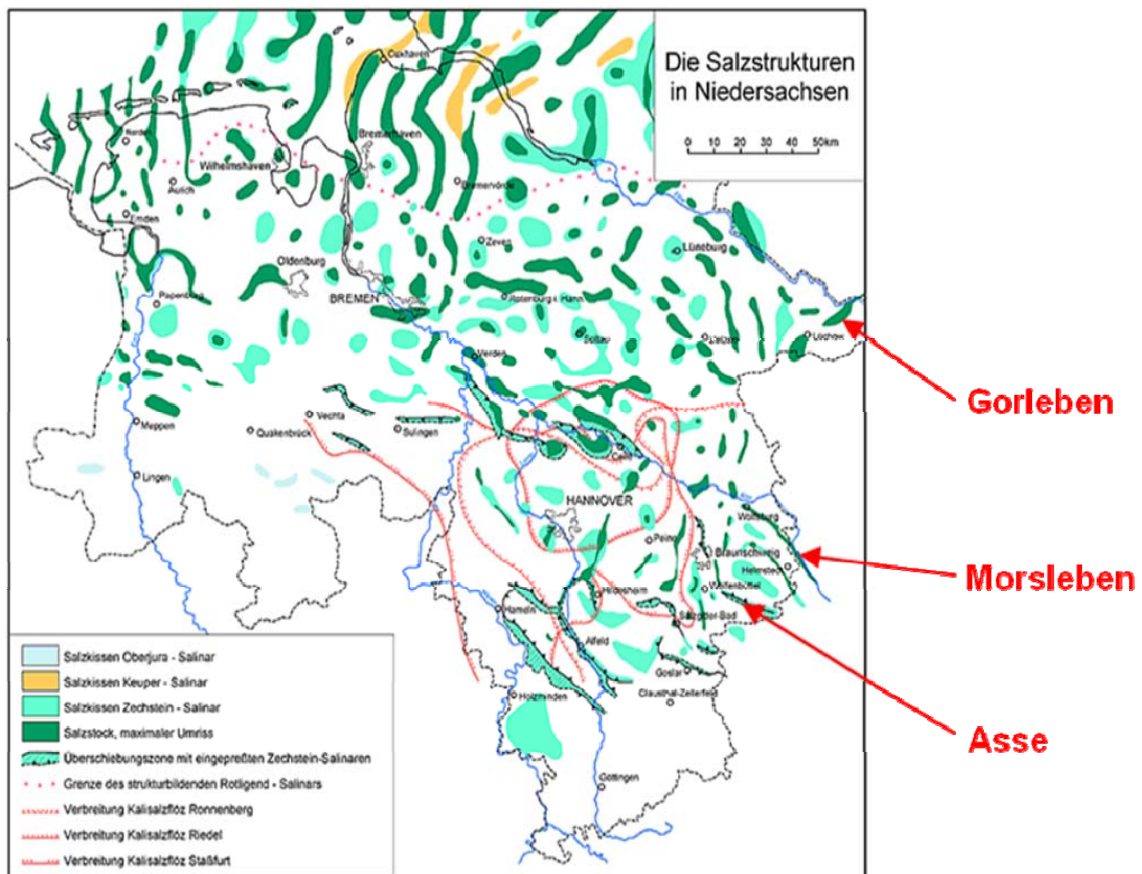 Die Salzstrukturen
in Niedersachsen
0 10 20 30 40 50km
Cuxhaven
Norden
Bremerhaven
Wilhelmshaven
Aurich
Bremervörde
Emden
Zeven
Lüneburg
Oldenburg
BREMEN
Papenburg
Rotenburg
Hann.
Soltau
Uelzen
Lüchow
Verden
Gorleben
Vechta
Meppen
Quakenbrück
Sulingen
Celle
Lingen
HANNOVER
Wolfsburg
Peine
Braunschweig
Helmstedt
Morsleben
Wolfenbüttel
Hildesheim
Hameln
Salzgitter-Bad
Alfeld
Goslar
Holzminden
Clausthal-Zellerfeld
Asse
Göttingen
Salzkissen Oberjura - Salinar
Salzkissen Keuper - Salinar
Salzkissen Zechstein - Salinar
Salzstock, maximaler Umriss
Überschiebungszone mit eingepreßten Zechstein-Salinaren
Grenze des strukturbildenden Rotligend - Salinars
Verbreitung Kalisalzflöz Ronnenberg
Verbreitung Kalisalzflöz Riedel
Verbreitung Kalisalzflöz Staßfurt